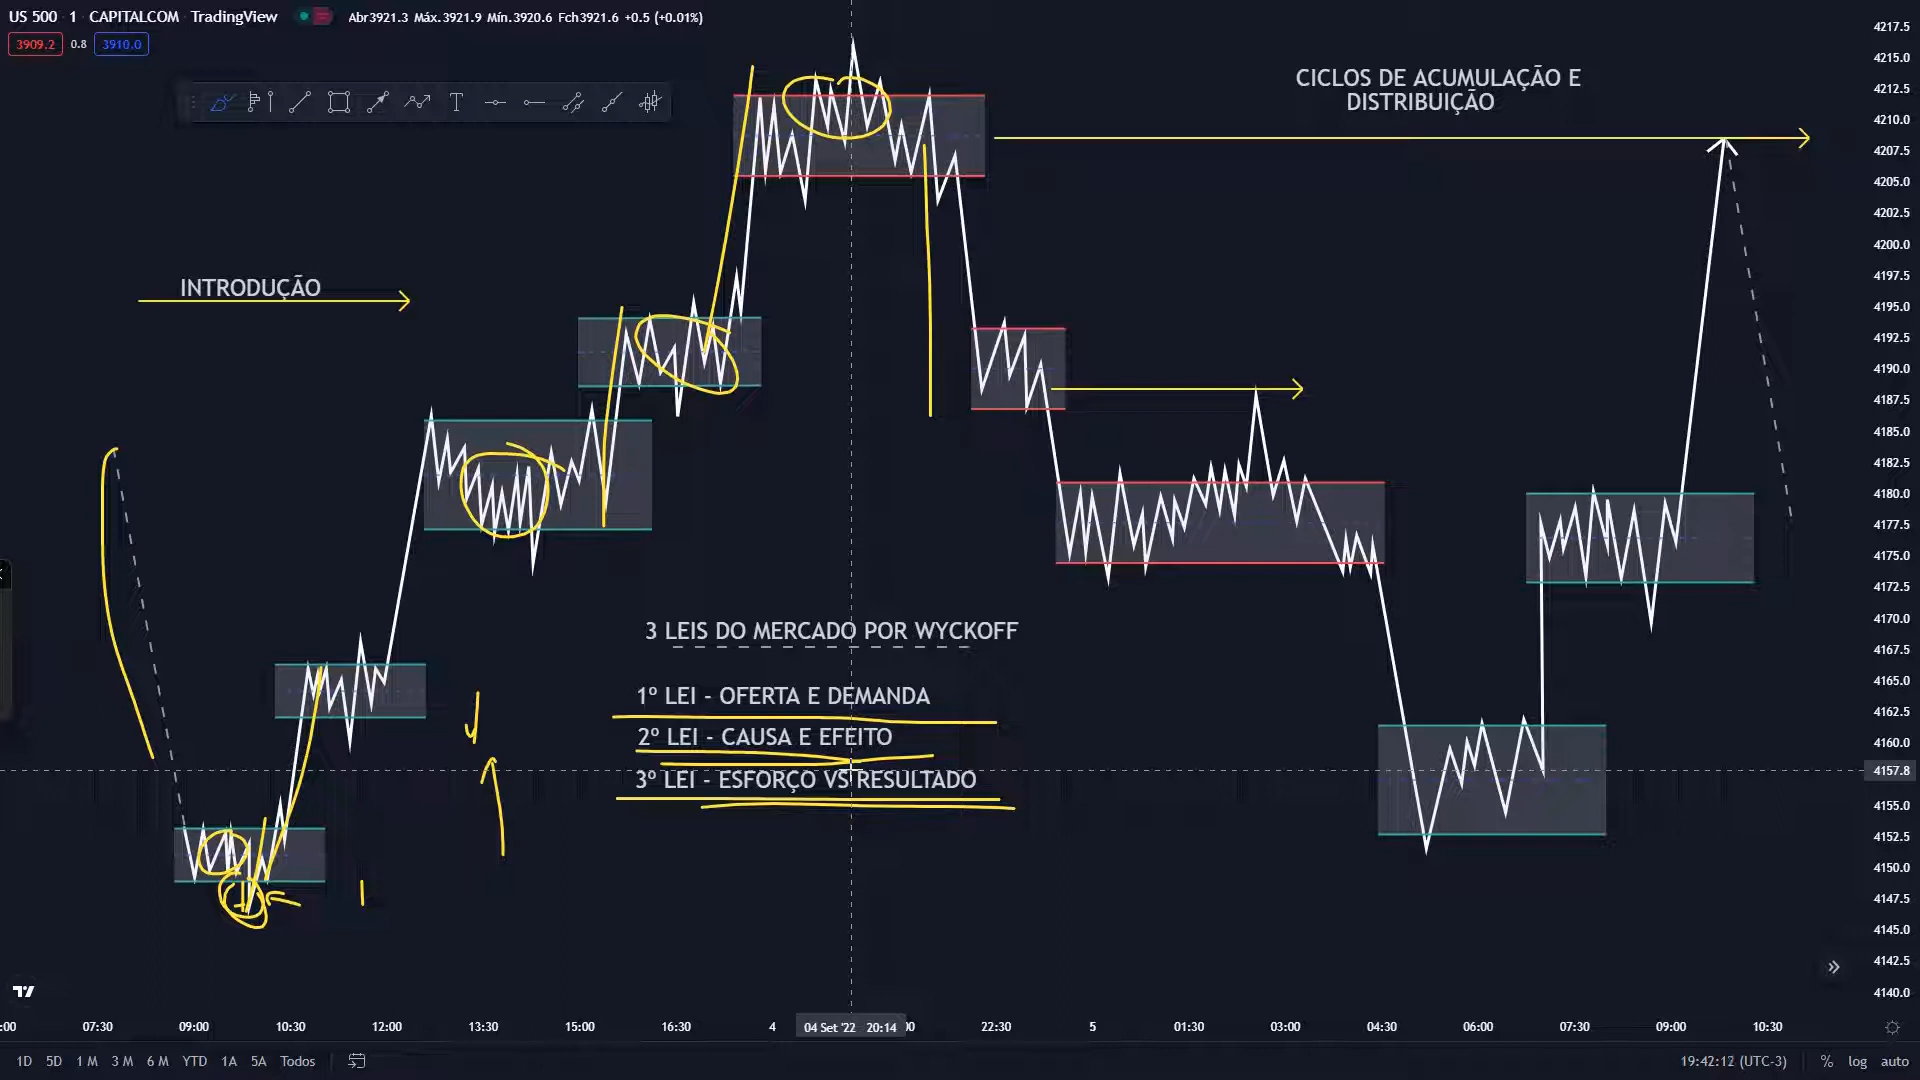 US 500 · 1 · CAPITALCOM · TradingView
Abr3921.3 Máx.3921.9 Mín.3920.6 Fch3921.6 +0.5 (+0.01%)
3909.2 0.8 3910.0
CICLOS DE ACUMULAÇÃO E
DISTRIBUIÇÃO
INTRODUÇÃO
3 LEIS DO MERCADO POR WYCKOFF
1º LEI - OFERTA E DEMANDA
2º LEI - CAUSA E EFEITO
3º LEI - ESFORÇO VS RESULTADO
4217.5
4215.0
4212.5
4210.0
4207.5
4205.0
4202.5
4200.0
4197.5
4195.0
4192.5
4190.0
4187.5
4185.0
4182.5
4180.0
4177.5
4175.0
4172.5
4170.0
4167.5
4165.0
4162.5
4160.0
4157.8
4155.0
4152.5
4150.0
4147.5
4145.0
4142.5
4140.0
:00 07:30 09:00 10:30 12:00 13:30 15:00 16:30 4 04 Set '22 20:14 22:30 5 01:30 03:00 04:30 06:00 07:30 09:00 10:30
1D 5D 1 M 3 M 6 M YTD 1A 5A Todos 19:42:12 (UTC-3) % log auto